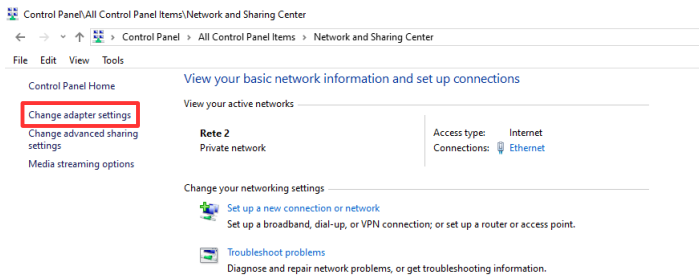 Control Panel\All Control Panel Items\Network and Sharing Center
Control Panel > All Control Panel Items > Network and Sharing Center
File Edit View Tools
Control Panel Home
Change adapter settings
Change advanced sharing
settings
Media streaming options
View your basic network information and set up connections
View your active networks
Rete 2
Private network
Access type: Internet
Connections: Ethernet
Change your networking settings
Set up a new connection or network
Set up a broadband, dial-up, or VPN connection; or set up a router or access point.
Troubleshoot problems
Diagnose and repair network problems, or get troubleshooting information.